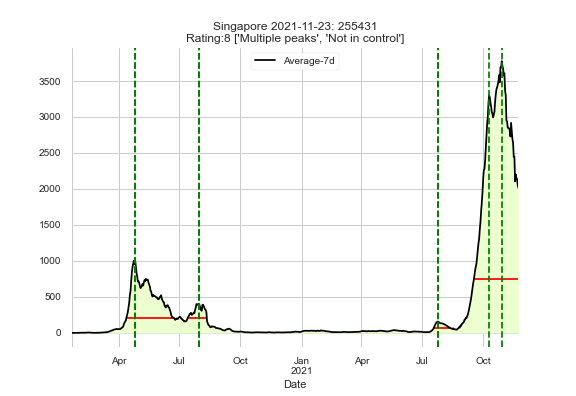 Singapore 2021-11-23: 255431
Rating:8 ['Multiple peaks', 'Not in control']
Average-7d
3500
3000
2500
2000
1500
1000
500
0
Apr Jul Oct Jan Apr Jul Oct
2021
Date